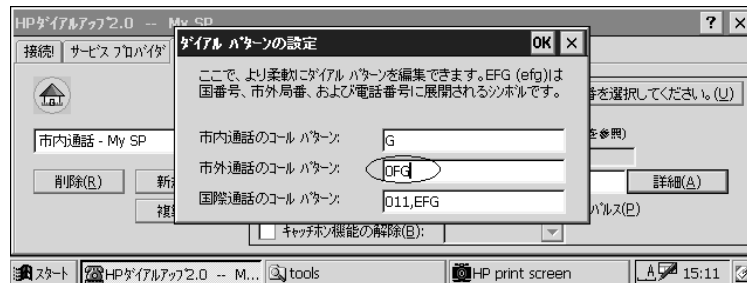 HPﾀﾞｲｱﾙｱｯﾌﾟ2.0 -- My SP ? ×
接続! ｻｰﾋﾞｽ ﾌﾟﾛﾊﾞｲﾀﾞ
ﾀﾞｲｱﾙ ﾊﾟﾀｰﾝの設定 OK ×
ここで、より柔軟にﾀﾞｲｱﾙ ﾊﾟﾀｰﾝを編集できます。EFG (efg)は
国番号、市外局番、および電話番号に展開されるｼﾝﾎﾞﾙです。
を選択してください。(U)
市内通話 - My SP
市内通話のｺｰﾙ ﾊﾟﾀｰﾝ: G
を参照)
市外通話のｺｰﾙ ﾊﾟﾀｰﾝ: 0FG
削除(R) 新 詳細(A)
国際通話のｺｰﾙ ﾊﾟﾀｰﾝ: 011,EFG
ﾊﾟﾙｽ(P)
ｷｬｯﾁﾎﾝ機能の解除(B):
ｽﾀｰﾄ HPﾀﾞｲｱﾙｱｯﾌﾟ2.0 -- M... tools HP print screen A 15:11